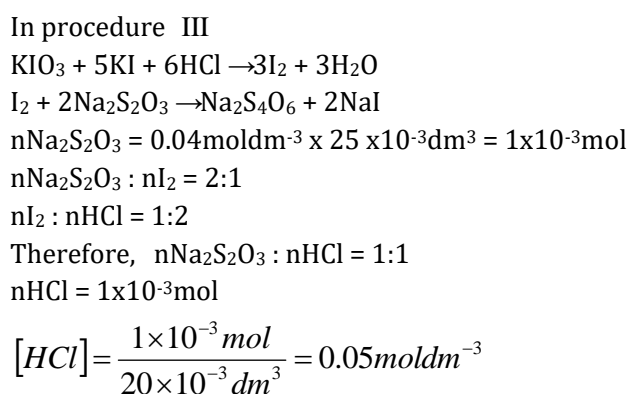 In procedure III
KIO₃ + 5KI + 6HCl →3I₂ + 3H₂O
I₂ + 2Na₂S₂O₃ →Na₂S₄O₆ + 2NaI
nNa₂S₂O₃ = 0.04moldm⁻³ x 25 x10⁻³dm³ = 1x10⁻³mol
nNa₂S₂O₃ : nI₂ = 2:1
nI₂ : nHCl = 1:2
Therefore, nNa₂S₂O₃ : nHCl = 1:1
nHCl = 1x10⁻³mol
[HCl] = \frac{1×10⁻³ mol}{20×10⁻³ dm³} = 0.05moldm⁻³